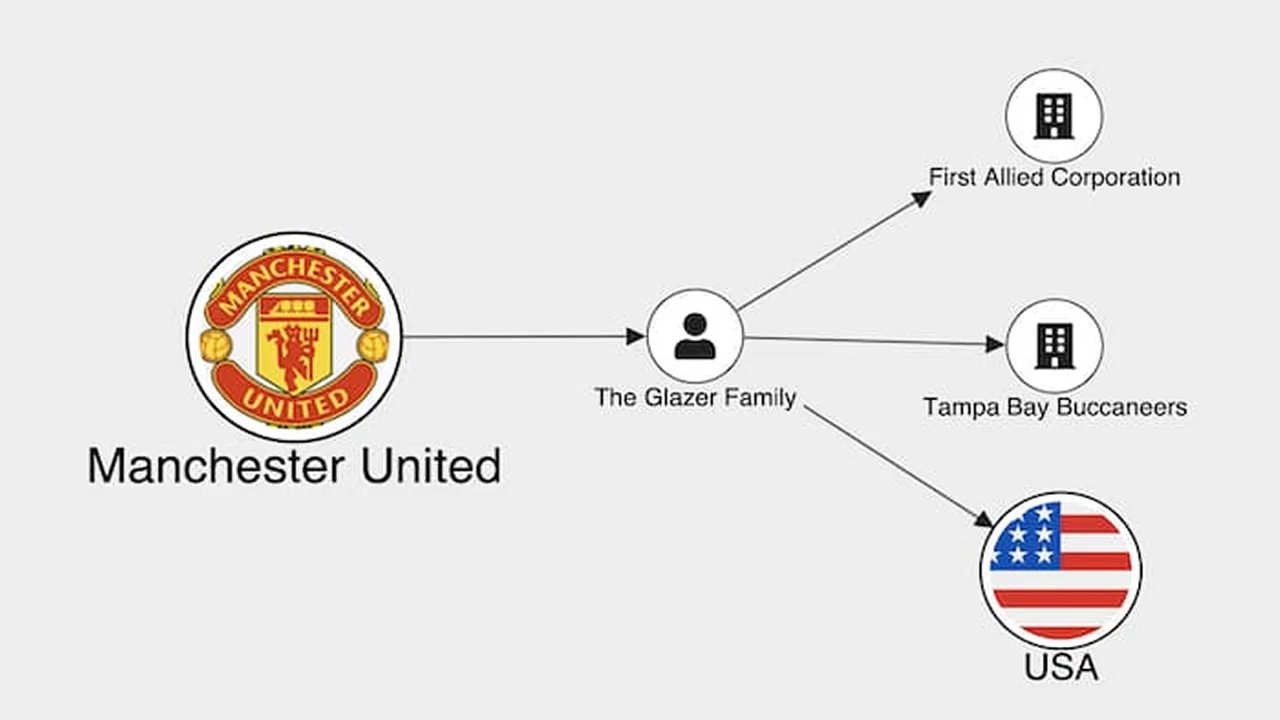 MANCHESTER
UNITED
Manchester United
The Glazer Family
First Allied Corporation
Tampa Bay Buccaneers
USA